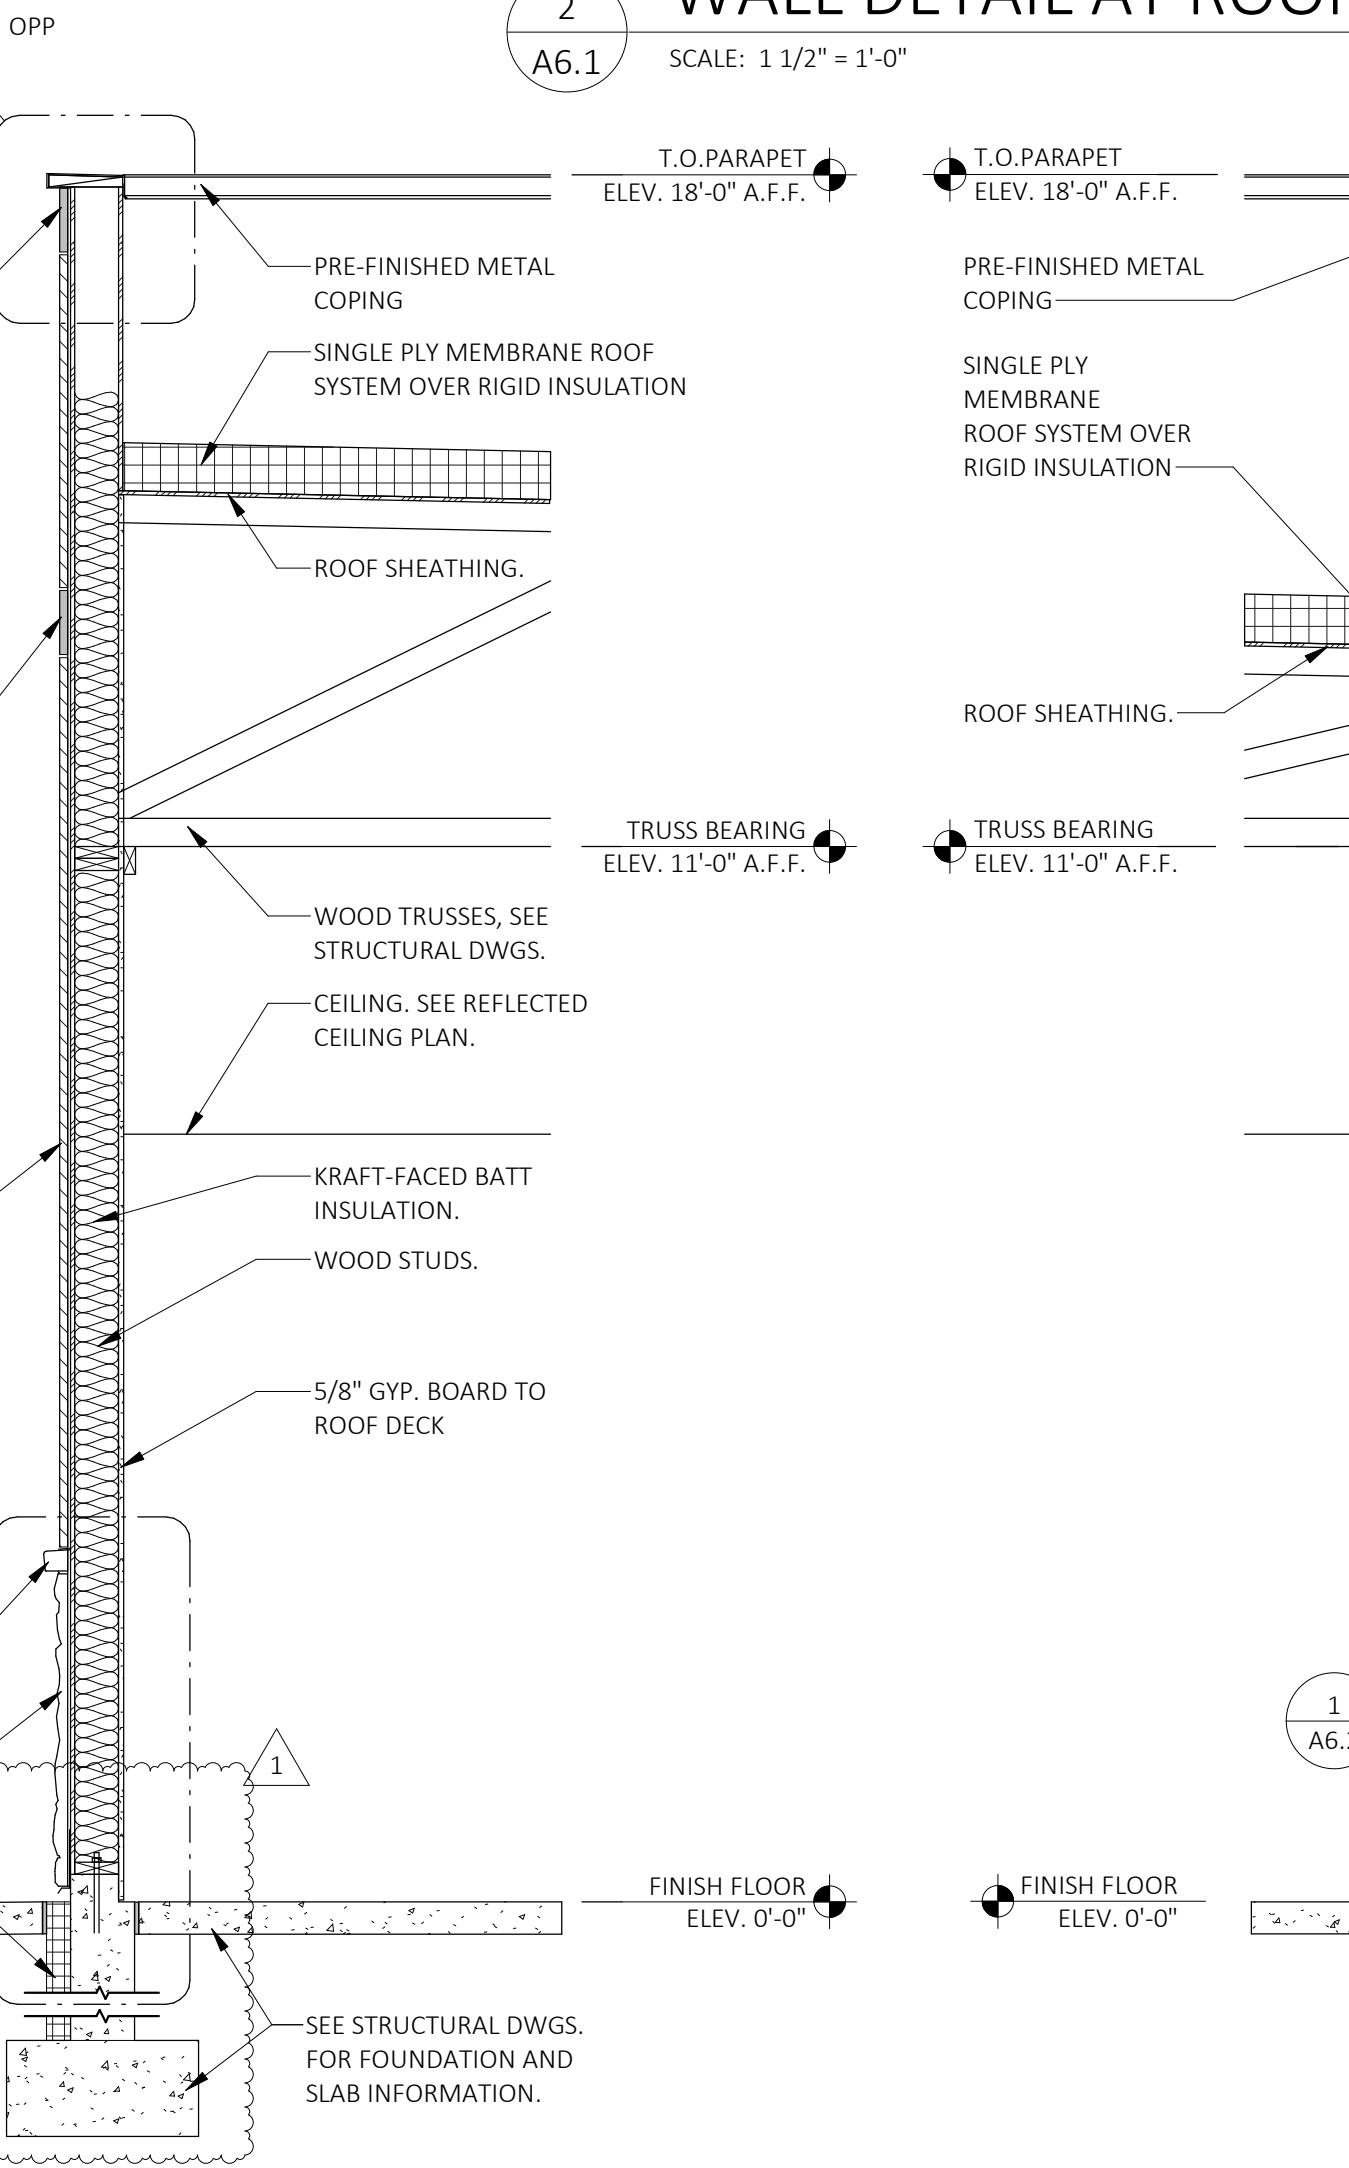 OPP
2
A6.1
WALL DETAIL AT
SCALE: 1 1/2" = 1'-0"
T.O.PARAPET
ELEV. 18'-0" A.F.F.
T.O.PARAPET
ELEV. 18'-0" A.F.F.
PRE-FINISHED METAL
COPING
SINGLE PLY MEMBRANE ROOF
SYSTEM OVER RIGID INSULATION
ROOF SHEATHING.
PRE-FINISHED METAL
COPING
SINGLE PLY
MEMBRANE
ROOF SYSTEM OVER
RIGID INSULATION
ROOF SHEATHING.
TRUSS BEARING
ELEV. 11'-0" A.F.F.
TRUSS BEARING
ELEV. 11'-0" A.F.F.
WOOD TRUSSES, SEE
STRUCTURAL DWGS.
CEILING. SEE REFLECTED
CEILING PLAN.
KRAFT-FACED BATT
INSULATION.
WOOD STUDS.
5/8" GYP. BOARD TO
ROOF DECK
1
1
FINISH FLOOR
ELEV. 0'-0"
FINISH FLOOR
ELEV. 0'-0"
SEE STRUCTURAL DWGS.
FOR FOUNDATION AND
SLAB INFORMATION.